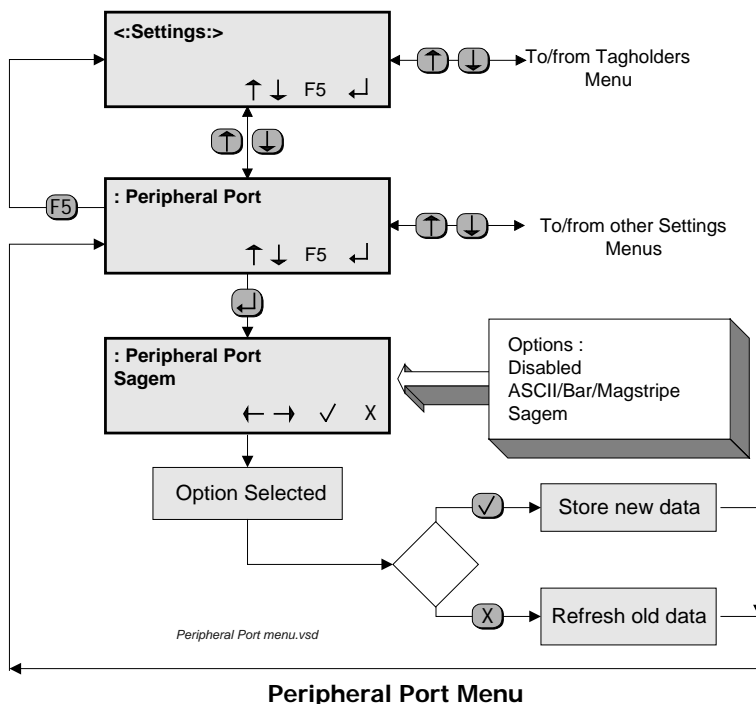 <:Settings:>
↑ ↓ F5 ↵
↑ ↓
To/from Tagholders
Menu
↑ ↓
F5
: Peripheral Port
↑ ↓ F5 ↵
↑ ↓
To/from other Settings
Menus
↵
: Peripheral Port
Sagem
← → √ X
Options :
Disabled
ASCII/Bar/Magstripe
Sagem
Option Selected
√
Store new data
X
Refresh old data
Peripheral Port menu.vsd
Peripheral Port Menu